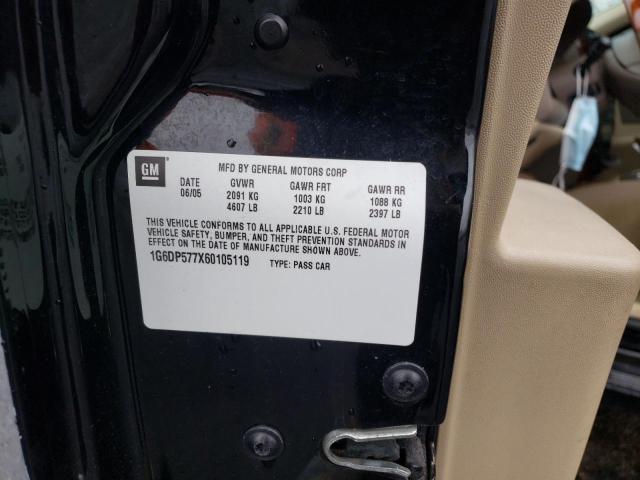 GM
MFD BY GENERAL MOTORS CORP
DATE GVWR GAWR FRT GAWR RR
06/05 2091 KG 1003 KG 1088 KG
4607 LB 2210 LB 2397 LB
THIS VEHICLE CONFORMS TO ALL APPLICABLE U.S. FEDERAL MOTOR
VEHICLE SAFETY, BUMPER, AND THEFT PREVENTION STANDARDS IN
EFFECT ON THE DATE OF MANUFACTURE SHOWN ABOVE.
1G6DP577X60105119 TYPE: PASS CAR